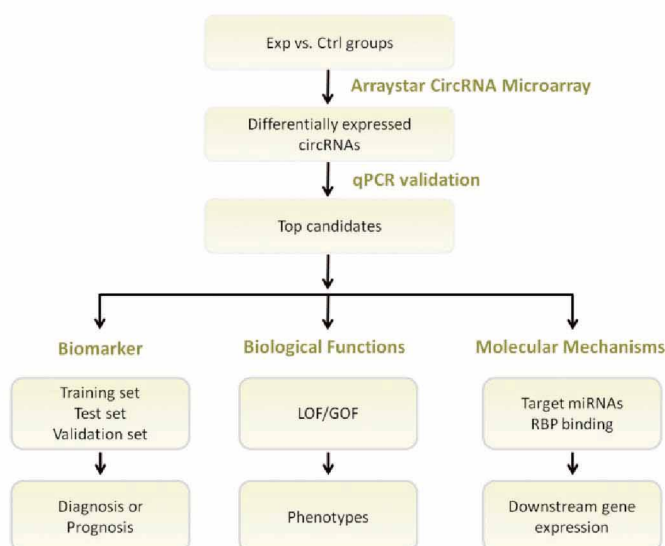 Exp vs. Ctrl groups
Arraystar CircRNA Microarray
Differentially expressed
circRNAs
qPCR validation
Top candidates
Biomarker
Training set
Test set
Validation set
Diagnosis or
Prognosis
Biological Functions
LOF/GOF
Phenotypes
Molecular Mechanisms
Target miRNAs
RBP binding
Downstream gene
expression